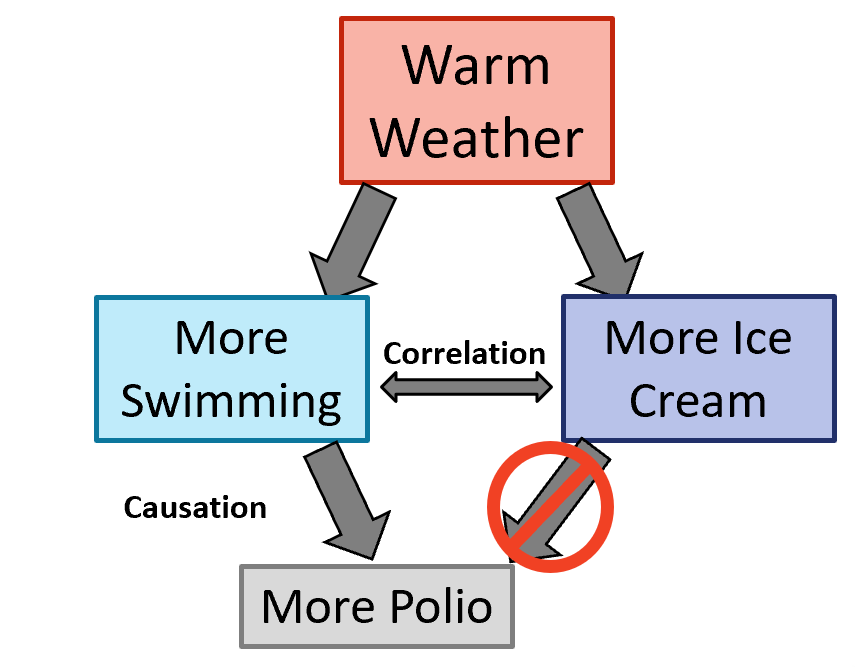 Warm
Weather
More
Swimming
Correlation
More Ice
Cream
Causation
More Polio